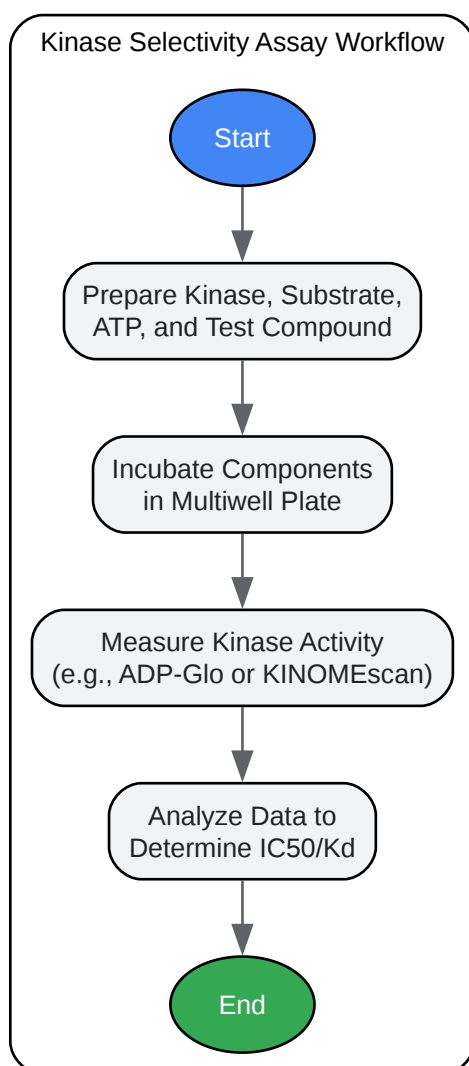 Kinase Selectivity Assay Workflow
Start
Prepare Kinase, Substrate,
ATP, and Test Compound
Incubate Components
in Multiwell Plate
Measure Kinase Activity
(e.g., ADP-Glo or KINOMEscan)
Analyze Data to
Determine IC50/Kd
End